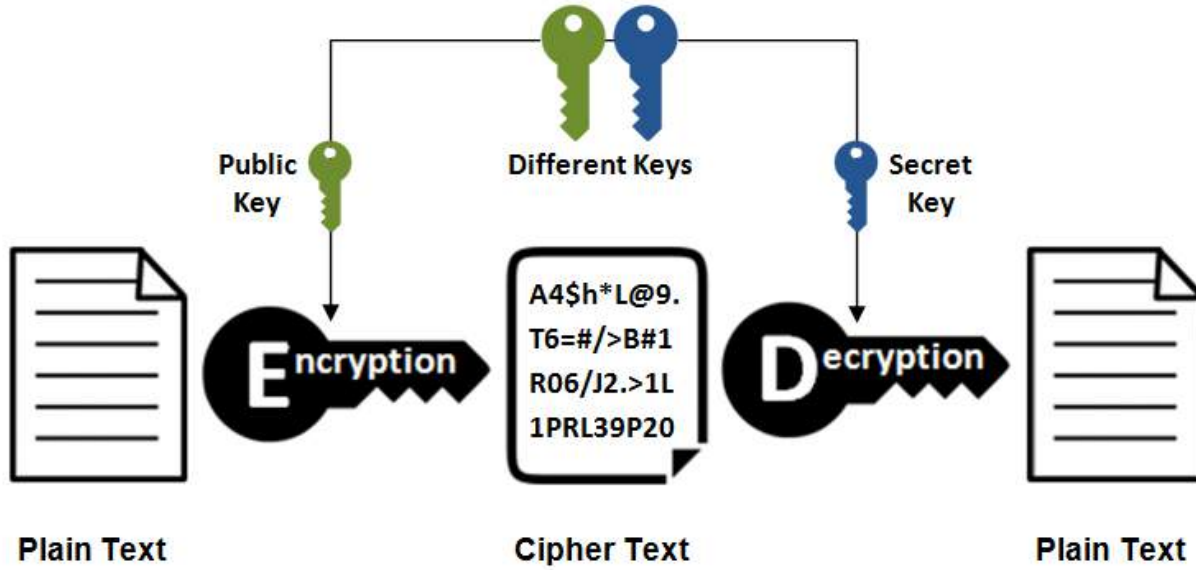 Public
Key
Different Keys
Secret
Key
Encryption
A4$h*L@9.
T6=#/>B#1
R06/J2.>1L
1PRL39P20
Decryption
Plain Text
Cipher Text
Plain Text